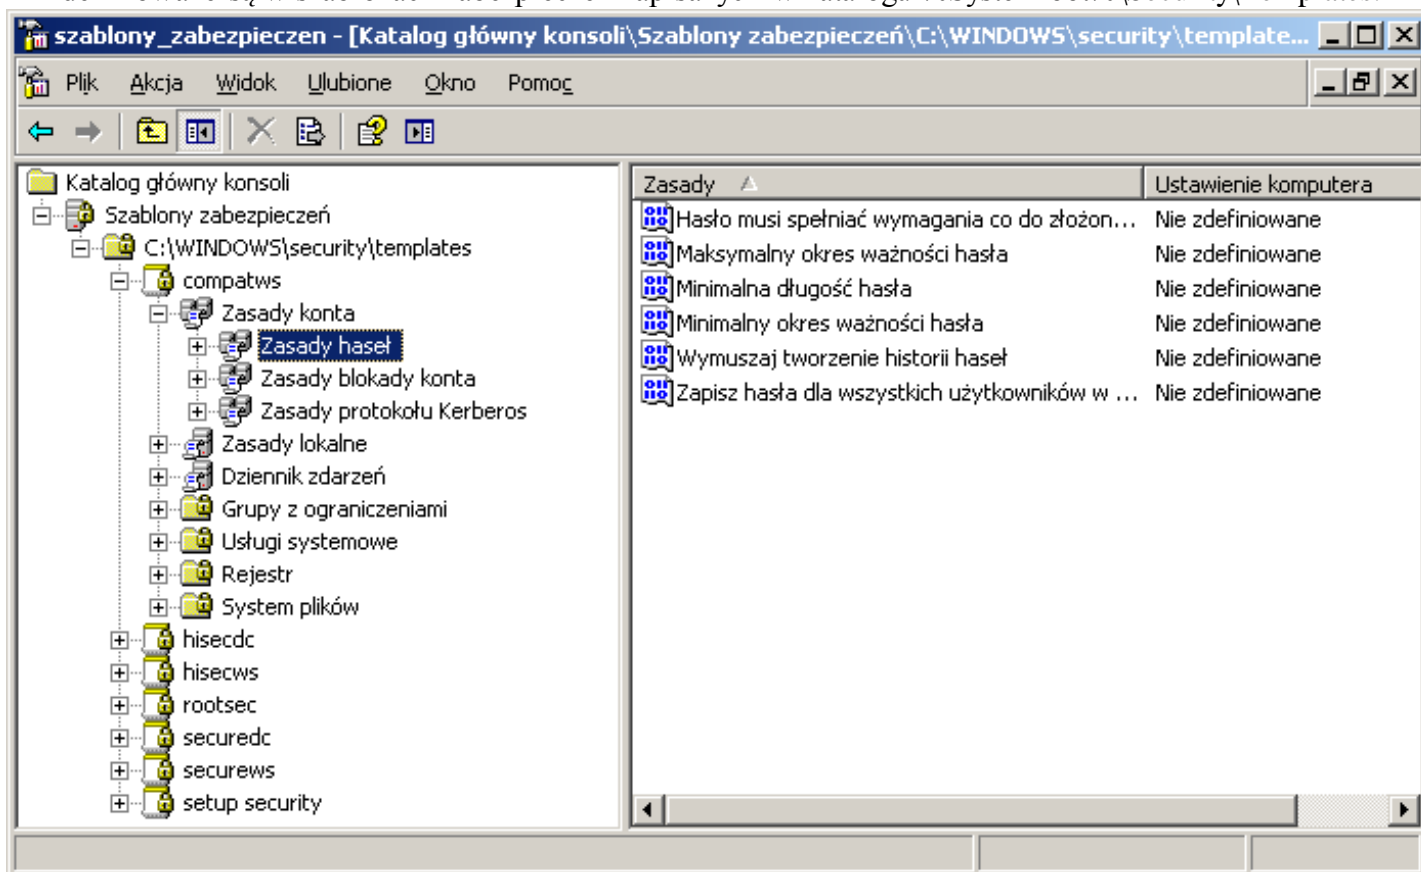 szablony_zabezpieczen - [Katalog główny konsoli\Szablony zabezpieczeń\C:\WINDOWS\security\template...
Plik Akcja Widok Ulubione Okno Pomoc
Katalog główny konsoli
Szablony zabezpieczeń
C:\WINDOWS\security\templates
compatws
Zasady konta
Zasady haseł
Zasady blokady konta
Zasady protokołu Kerberos
Zasady lokalne
Dziennik zdarzeń
Grupy z ograniczeniami
Usługi systemowe
Rejestr
System plików
hisecdc
hisecws
rootsec
securedc
securews
setup security
Zasady Ustawienie komputera
Hasło musi spełniać wymagania co do złożon... Nie zdefiniowane
Maksymalny okres ważności hasła Nie zdefiniowane
Minimalna długość hasła Nie zdefiniowane
Minimalny okres ważności hasła Nie zdefiniowane
Wymuszaj tworzenie historii haseł Nie zdefiniowane
Zapisz hasła dla wszystkich użytkowników w ... Nie zdefiniowane